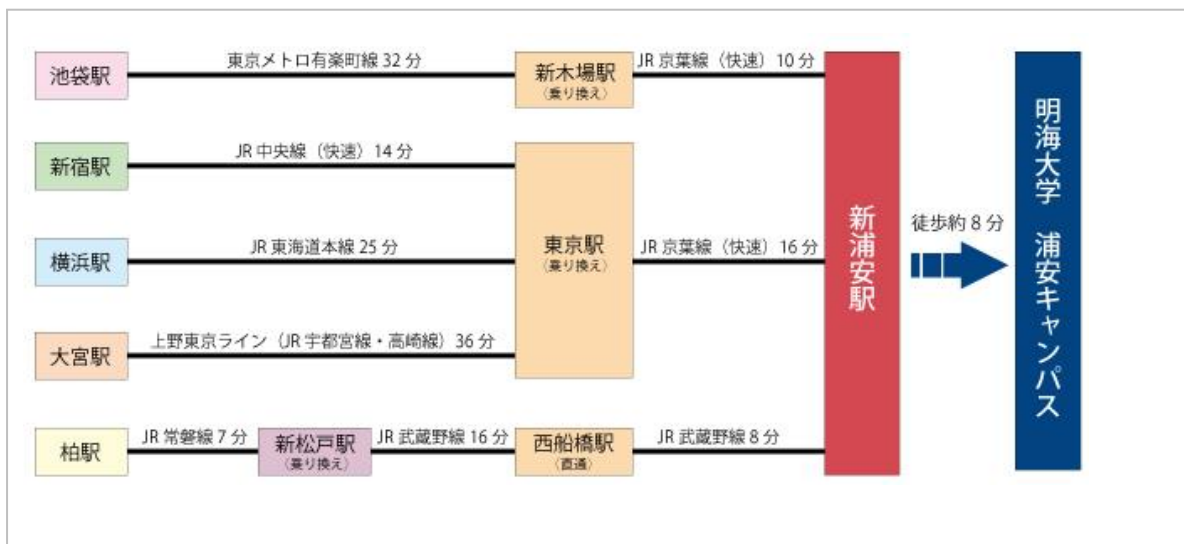 池袋駅
東京メトロ有楽町線 32 分
新木場駅
（乗り換え）
JR 京葉線（快速）10 分
新宿駅
JR 中央線（快速）14 分
横浜駅
JR 東海道本線 25 分
東京駅
（乗り換え）
JR 京葉線（快速）16 分
大宮駅
上野東京ライン（JR 宇都宮線・高崎線）36 分
柏駅
JR 常磐線 7 分
新松戸駅
（乗り換え）
JR 武蔵野線 16 分
西船橋駅
（直通）
JR 武蔵野線 8 分
新浦安駅
徒歩約 8 分
明海大学　浦安キャンパス